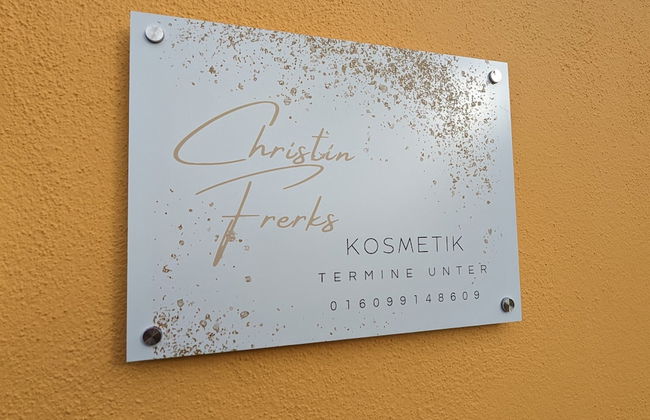 Christin
Frerks
KOSMETIK
TERMINE UNTER
016099148609